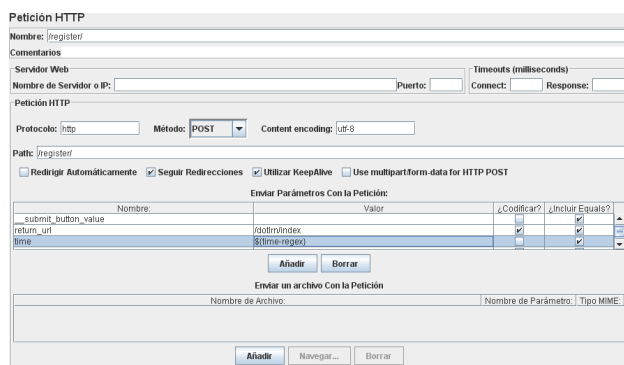 Petición HTTP
Nombe: /register/
Comentarios
Servidor Web
Timeouts (milliseconds)
Nombre de Servidor o IP:
Puerto:
Connect:
Response:
Petición HTTP
Protocolo: http
Método: POST
Content encoding: utf-8
Path: /register/
Redirigir Automáticamente
Seguir Redirecciones
Utilizar KeepAlive
Use multipart/form-data for HTTP POST
Enviar Parámetros Con la Petición:
Nombre: Valor ¿Codificar? ¿Incluir Equals?
__submit_button_value
return_url /dotlrn/index
time $(time-regex)
Añadir Borrar
Enviar un archivo Con la Petición
Nombre de Archivo: Nombre de Parámetro: Tipo MIME:
Añadir Navegar... Borrar